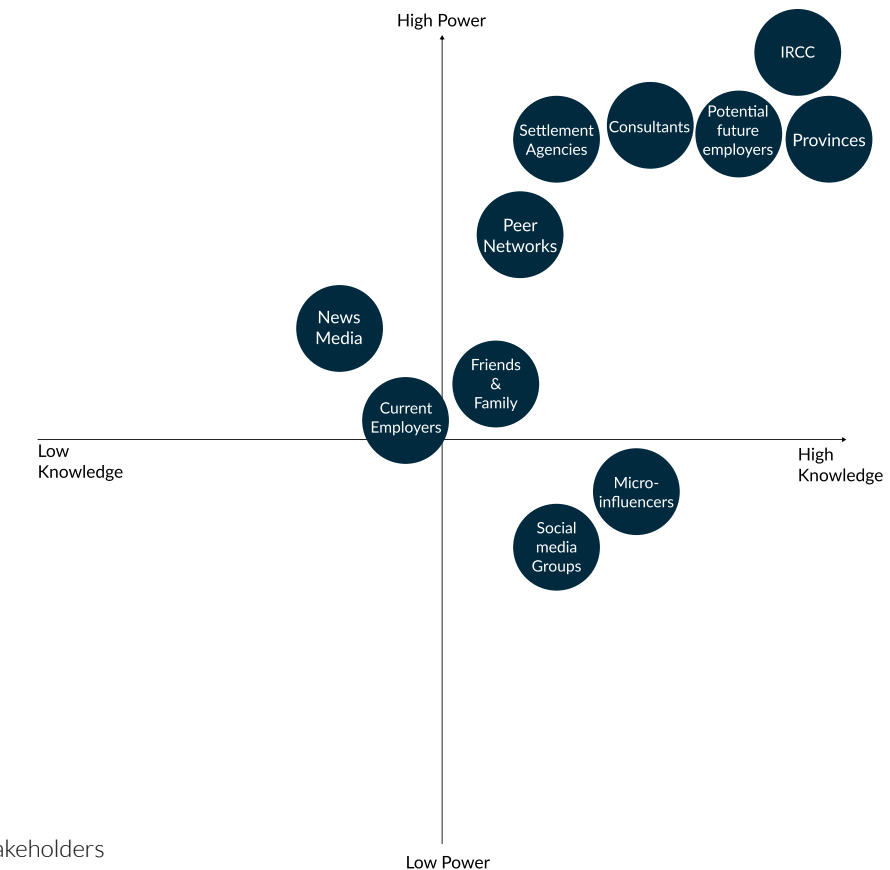 High Power
IRCC
Settlement
Agencies
Consultants
Potential
future
employers
Provinces
Peer
Networks
News
Media
Friends
&
Family
Current
Employers
Low
Knowledge
High
Knowledge
Micro-
influencers
Social
media
Groups
akeholders
Low Power